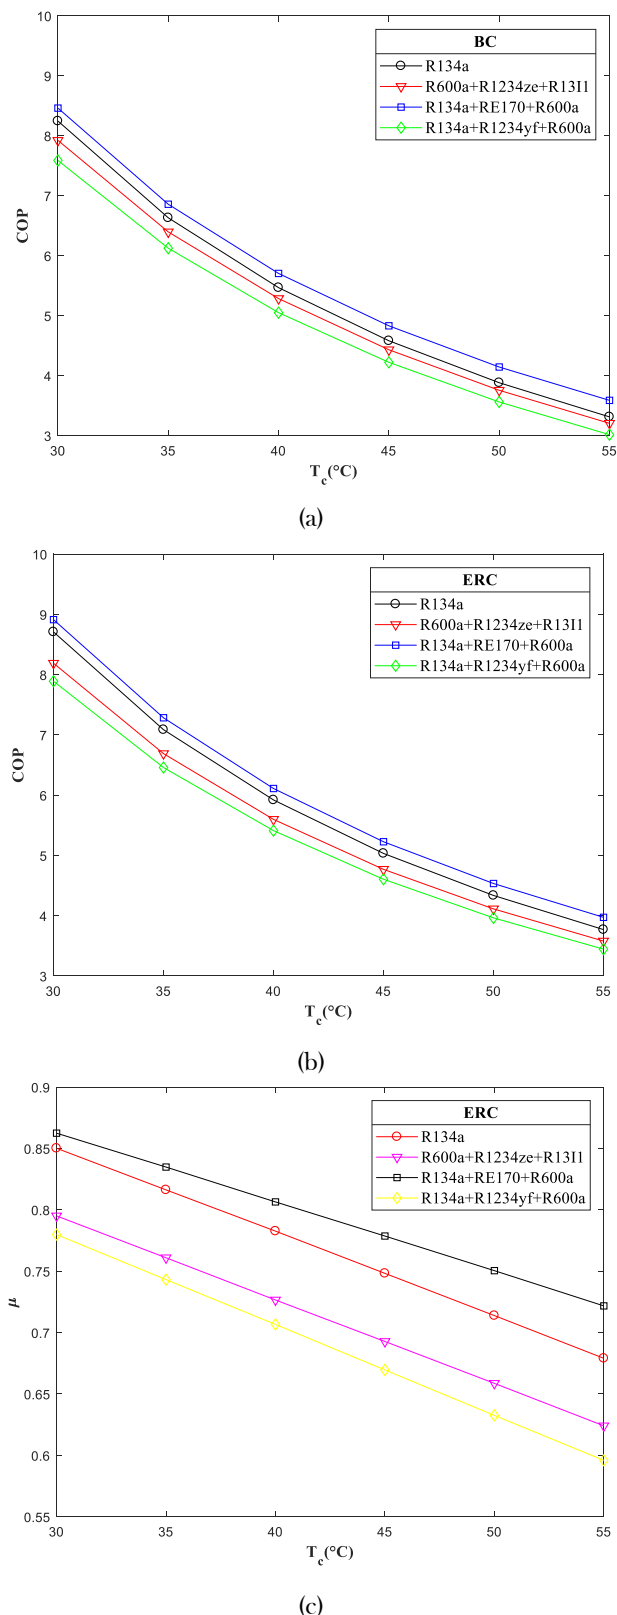 BC
R134a
R600a+R1234ze+R13I1
R134a+RE170+R600a
R134a+R1234yf+R600a
10
9
8
7
6
5
4
3
COP
30 35 40 45 50 55
T_c(°C)
(a)
ERC
R134a
R600a+R1234ze+R13I1
R134a+RE170+R600a
R134a+R1234yf+R600a
10
9
8
7
6
5
4
3
COP
30 35 40 45 50 55
T_c(°C)
(b)
ERC
R134a
R600a+R1234ze+R13I1
R134a+RE170+R600a
R134a+R1234yf+R600a
0.9
0.85
0.8
0.75
0.7
0.65
0.6
0.55
μ
30 35 40 45 50 55
T_c(°C)
(c)